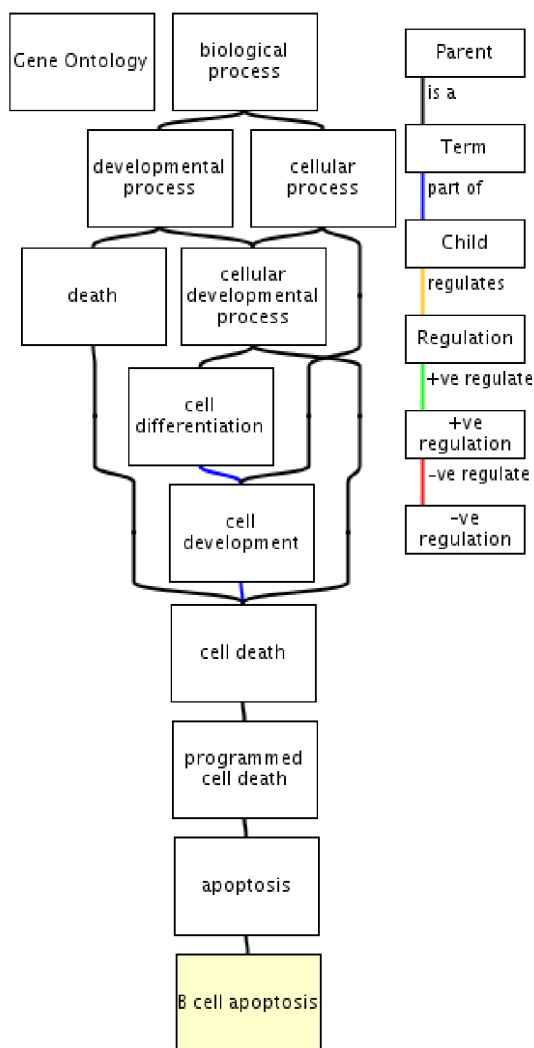 Gene Ontology
biological
process
developmental
process
cellular
process
death
cellular
developmental
process
cell
differentiation
cell
development
cell death
programmed
cell death
apoptosis
B cell apoptosis
Parent
is a
Term
part of
Child
regulates
Regulation
+ve regulate
+ve
regulation
-ve regulate
-ve
regulation